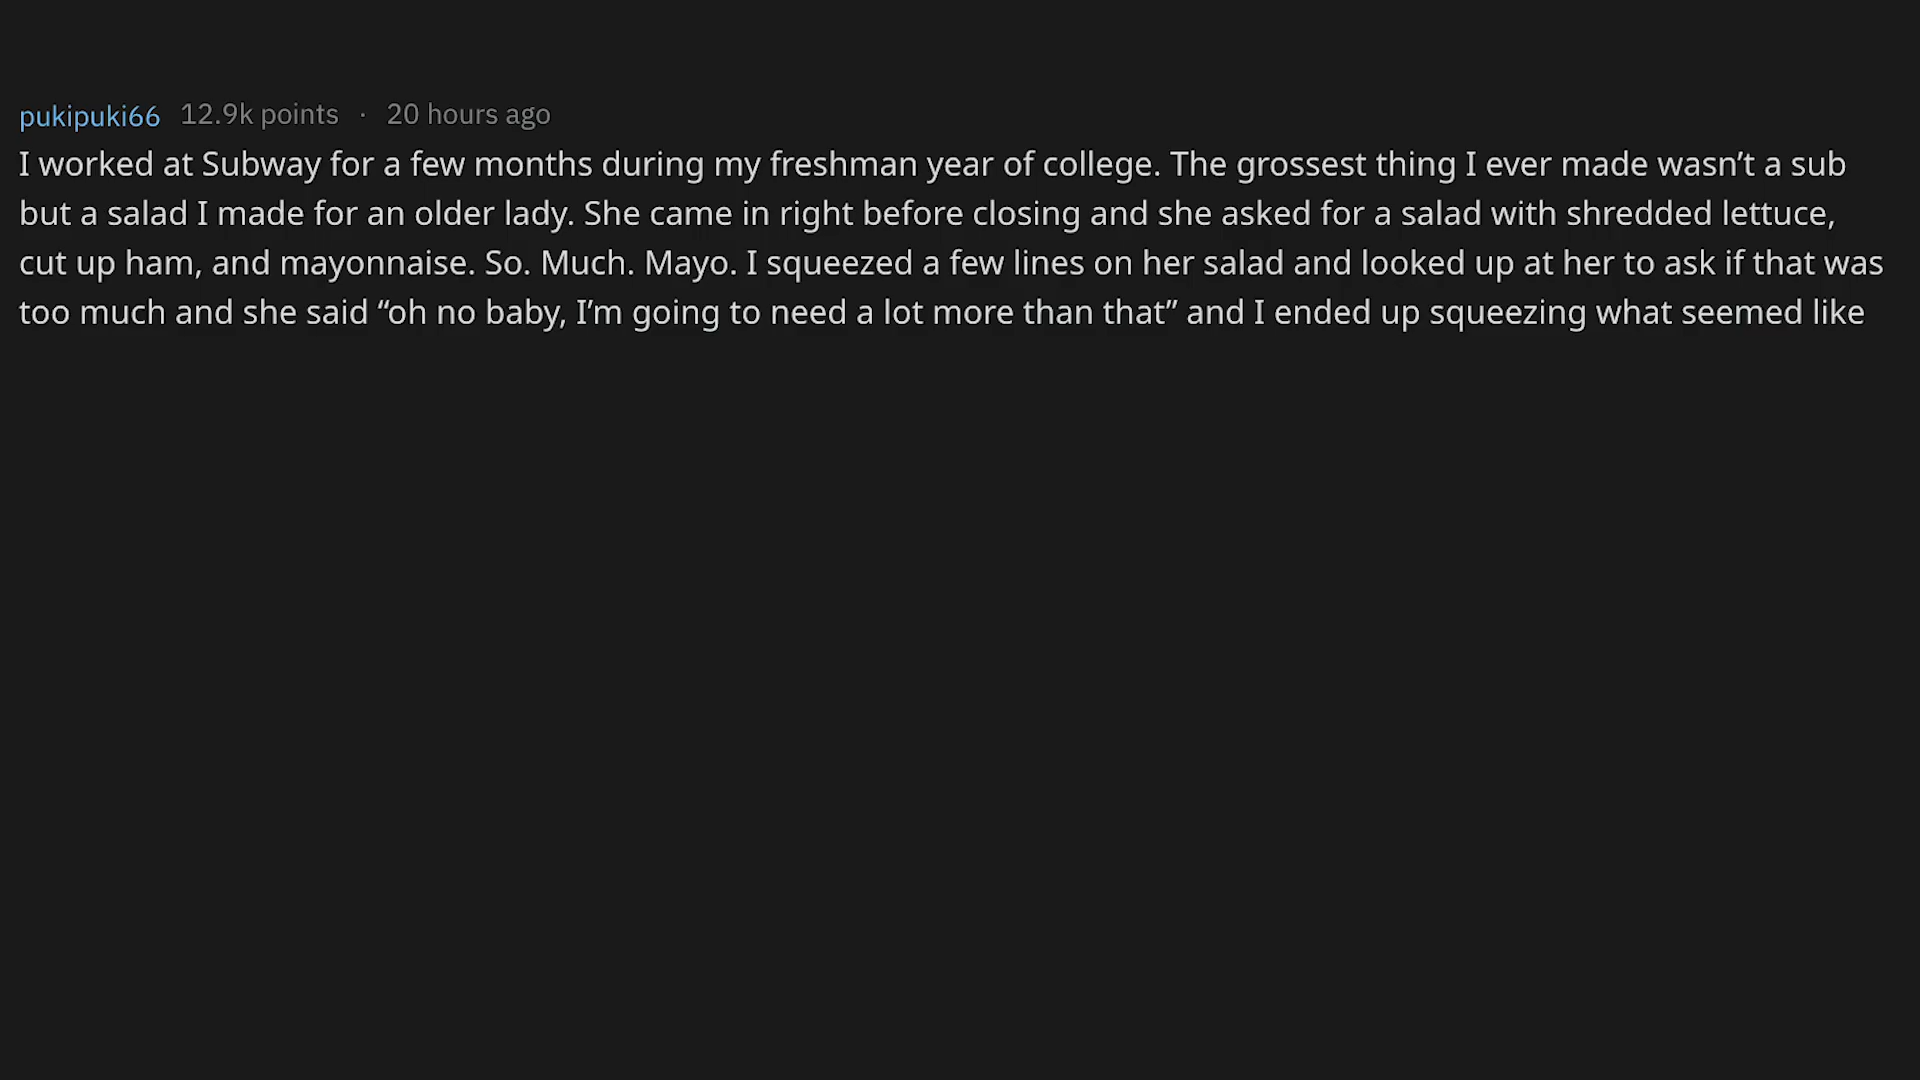 pukipuki66 12.9k points · 20 hours ago
I worked at Subway for a few months during my freshman year of college. The grossest thing I ever made wasn’t a sub
but a salad I made for an older lady. She came in right before closing and she asked for a salad with shredded lettuce,
cut up ham, and mayonnaise. So. Much. Mayo. I squeezed a few lines on her salad and looked up at her to ask if that was
too much and she said “oh no baby, I’m going to need a lot more than that” and I ended up squeezing what seemed like